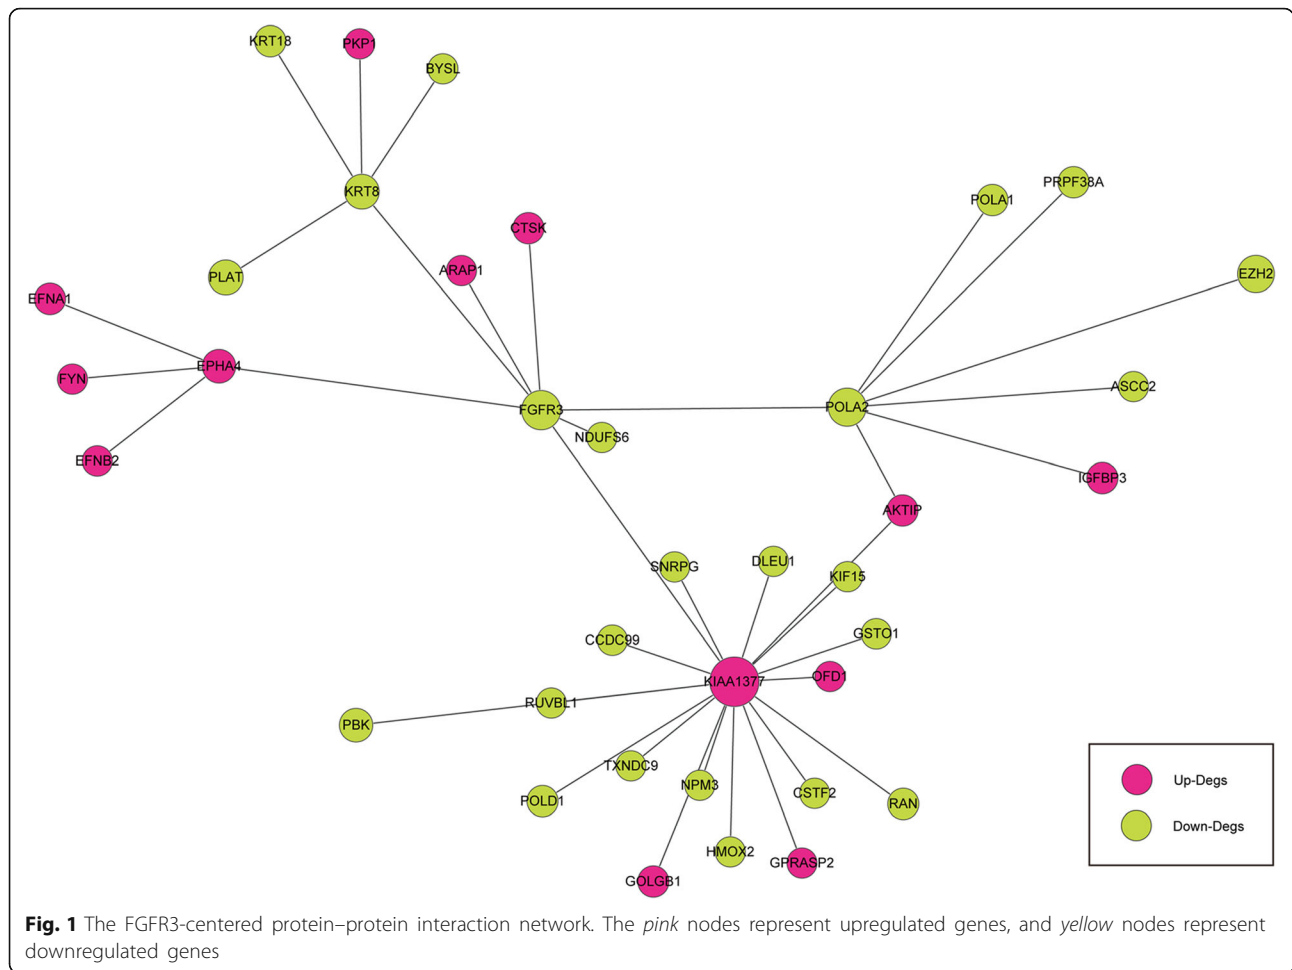 KRT18
PKP1
BYSL
KRT8
PLAT
CTSK
ARAP1
POLA1
PRPF38A
EZH2
EFNA1
FYN
EPHA4
EFNB2
FGFR3
NDUFS6
POLA2
ASCC2
IGFBP3
AKTIP
SNRPG
DLEU1
KIF15
CCDC99
GSTO1
KIAA1377
OFD1
RUVBL1
PBK
TXNDC9
POLD1
NPM3
CSTF2
RAN
HMOX2
GPRASP2
GOLGB1
Up-Degs
Down-Degs
Fig. 1 The FGFR3-centered protein–protein interaction network. The pink nodes represent upregulated genes, and yellow nodes represent
downregulated genes